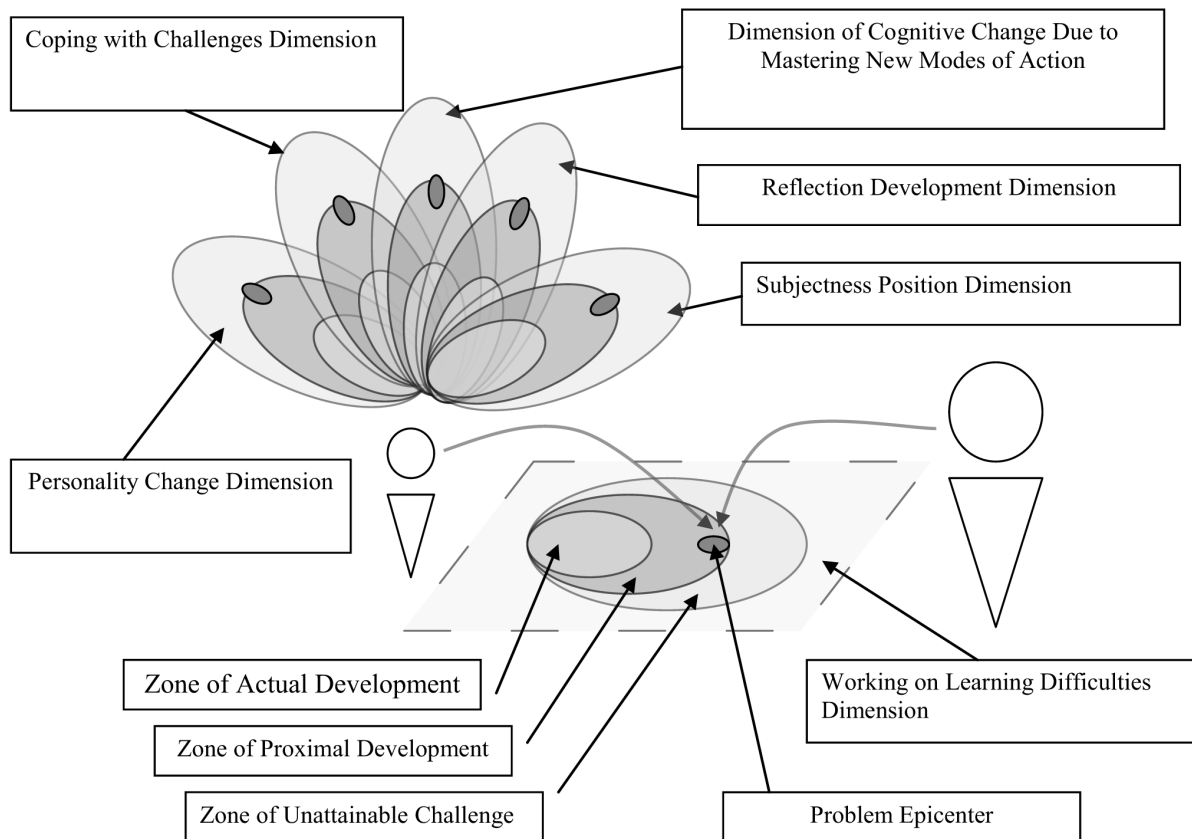 Coping with Challenges Dimension
Dimension of Cognitive Change Due to
Mastering New Modes of Action
Reflection Development Dimension
Subjectness Position Dimension
Personality Change Dimension
Zone of Actual Development
Working on Learning Difficulties
Dimension
Zone of Proximal Development
Zone of Unattainable Challenge
Problem Epicenter